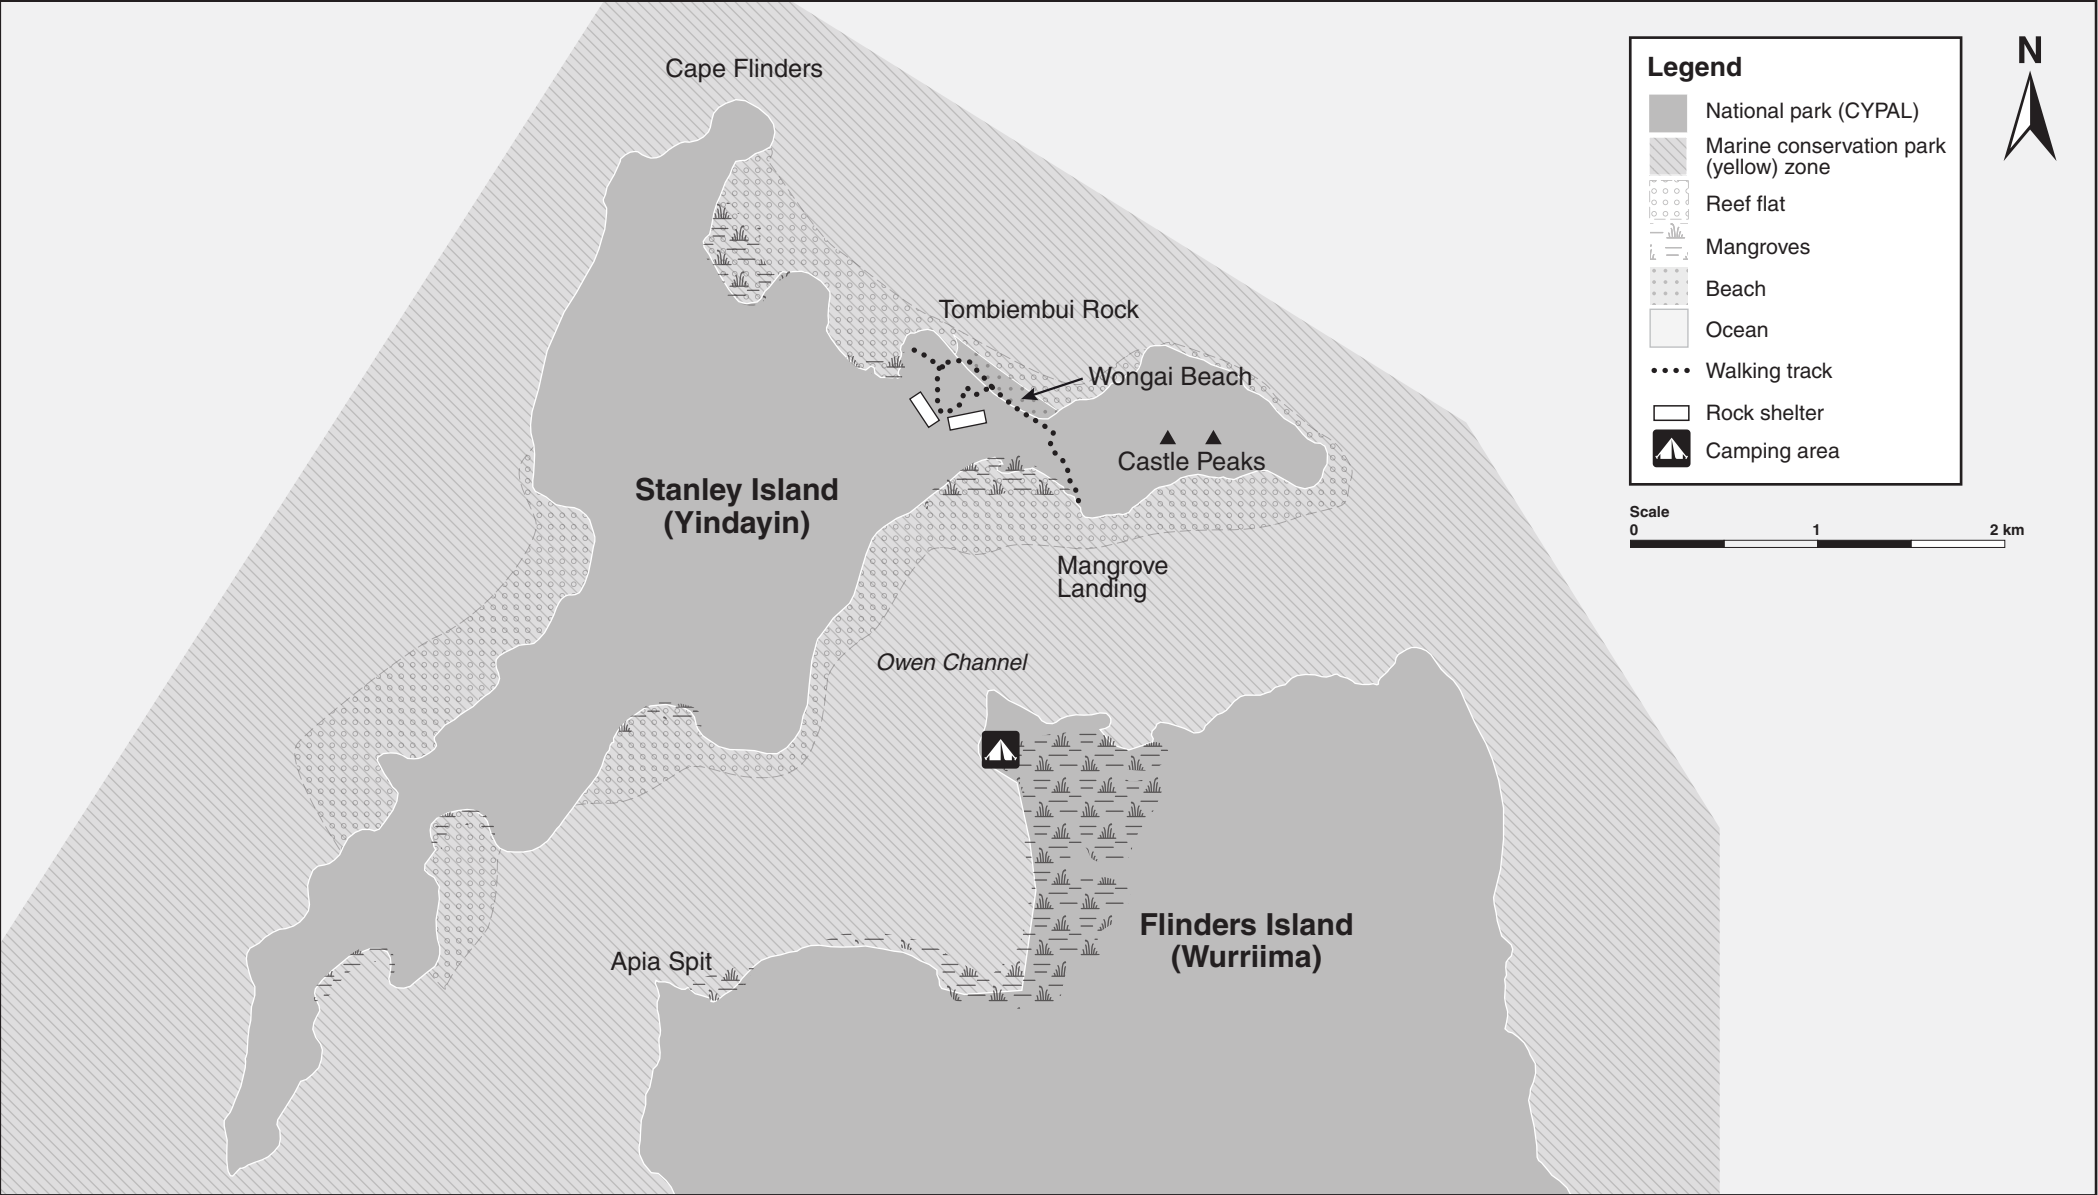 Cape Flinders
Tombiembui Rock
Wongai Beach
Castle Peaks
Stanley Island
(Yindayin)
Mangrove
Landing
Owen Channel
Flinders Island
(Wurriima)
Apia Spit
Legend
National park (CYPAL)
Marine conservation park
(yellow) zone
Reef flat
Mangroves
Beach
Ocean
Walking track
Rock shelter
Camping area
N
Scale
0 1 2 km